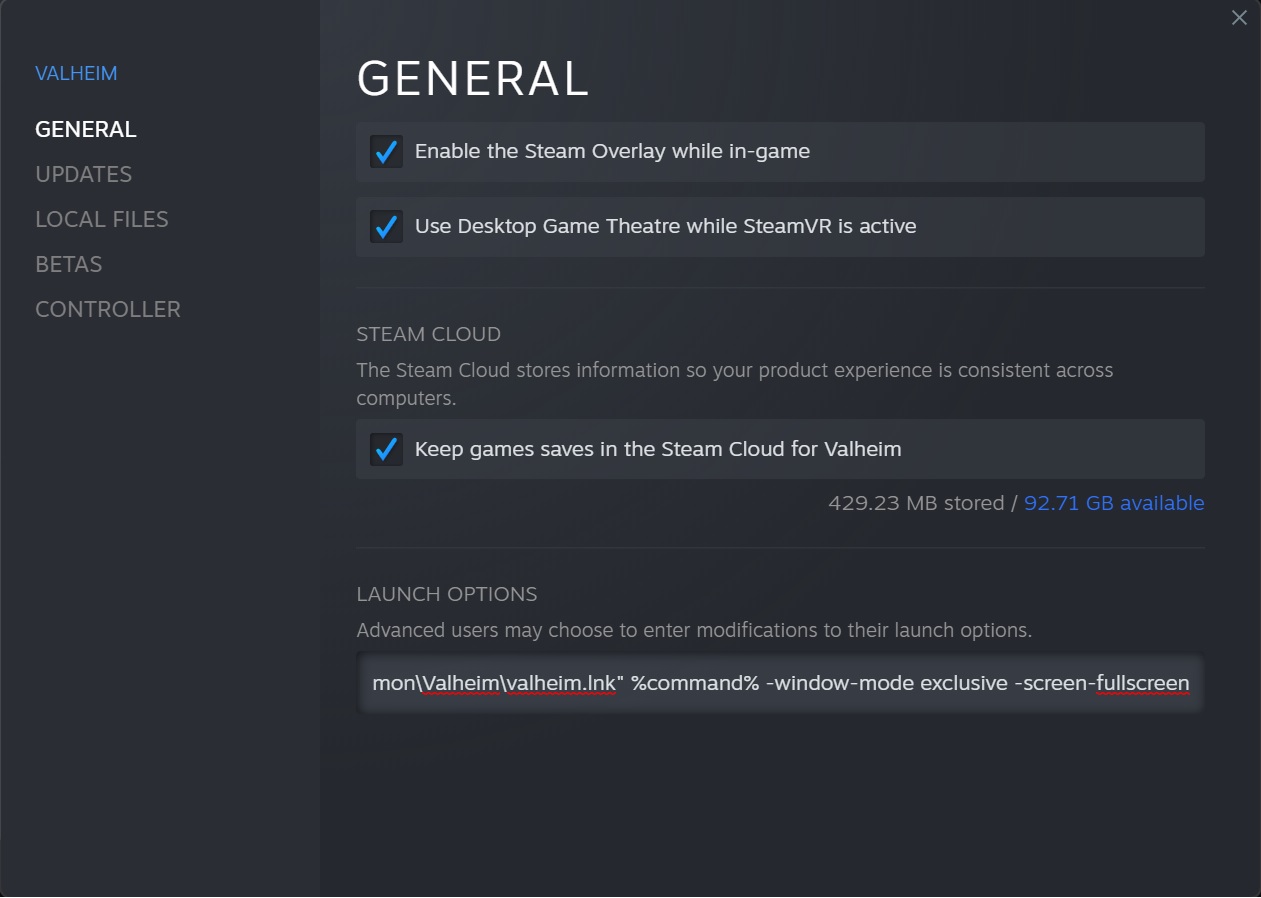 VALHEIM
GENERAL
UPDATES
LOCAL FILES
BETAS
CONTROLLER
GENERAL
Enable the Steam Overlay while in-game
Use Desktop Game Theatre while SteamVR is active
STEAM CLOUD
The Steam Cloud stores information so your product experience is consistent across
computers.
Keep games saves in the Steam Cloud for Valheim
429.23 MB stored / 92.71 GB available
LAUNCH OPTIONS
Advanced users may choose to enter modifications to their launch options.
mon\Valheim\valheim.lnk" %command% -window-mode exclusive -screen-fullscreen